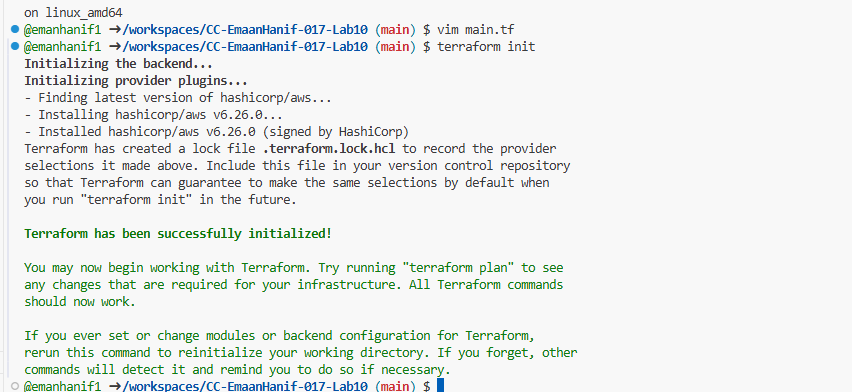 on linux_amd64
@emanhanif1 ➜/workspaces/CC-EmaanHanif-017-Lab10 (main) $ vim main.tf
@emanhanif1 ➜/workspaces/CC-EmaanHanif-017-Lab10 (main) $ terraform init
Initializing the backend...
Initializing provider plugins...
- Finding latest version of hashicorp/aws...
- Installing hashicorp/aws v6.26.0...
- Installed hashicorp/aws v6.26.0 (signed by HashiCorp)
Terraform has created a lock file .terraform.lock.hcl to record the provider
selections it made above. Include this file in your version control repository
so that Terraform can guarantee to make the same selections by default when
you run "terraform init" in the future.
Terraform has been successfully initialized!
You may now begin working with Terraform. Try running "terraform plan" to see
any changes that are required for your infrastructure. All Terraform commands
should now work.
If you ever set or change modules or backend configuration for Terraform,
rerun this command to reinitialize your working directory. If you forget, other
commands will detect it and remind you to do so if necessary.
@emanhanif1 ➜/workspaces/CC-EmaanHanif-017-Lab10 (main) $